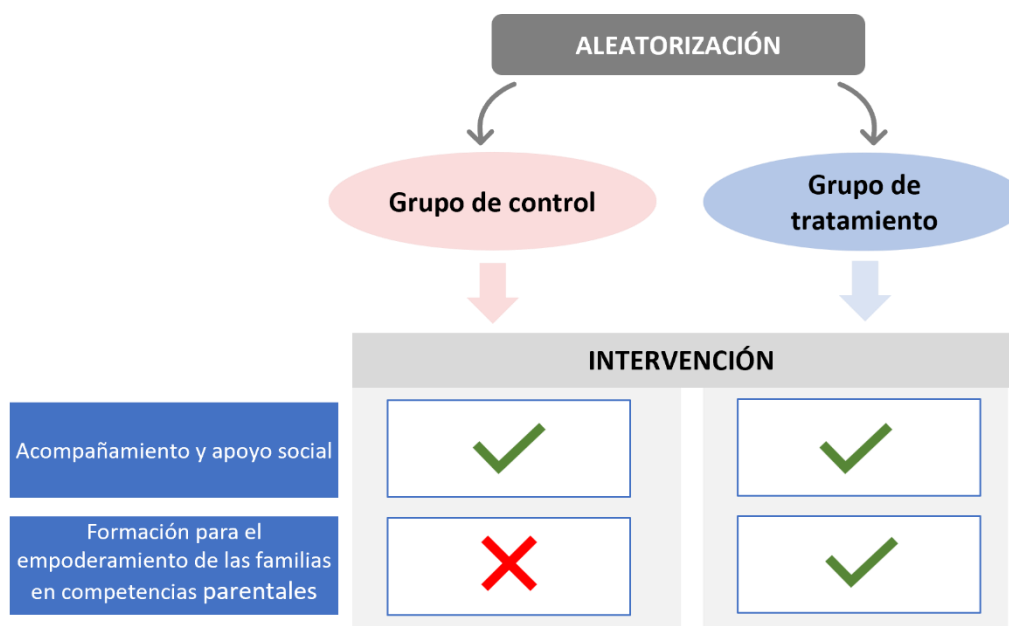 ALEATORIZACIÓN
Grupo de control
Grupo de
tratamiento
INTERVENCIÓN
Acompañamiento y apoyo social
Formación para el
empoderamiento de las familias
en competencias parentales